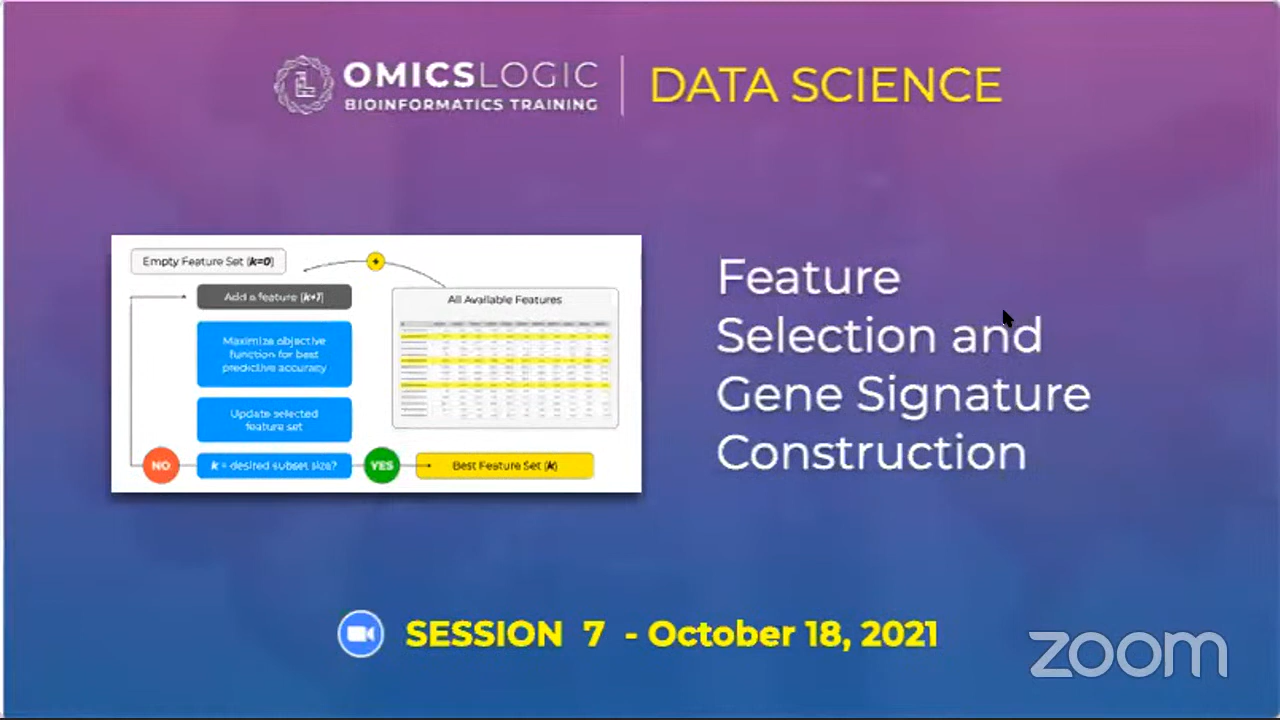 OMICSLOGIC
BIOINFORMATICS TRAINING
DATA SCIENCE
Empty Feature Set (k=0)
+
Add a feature (k+1)
All Available Features
Maximize objective
function for best
predictive accuracy
Update selected
feature set
NO
k = desired subset size?
YES
Best Feature Set (k)
Feature
Selection and
Gene Signature
Construction
SESSION 7 - October 18, 2021
zoom